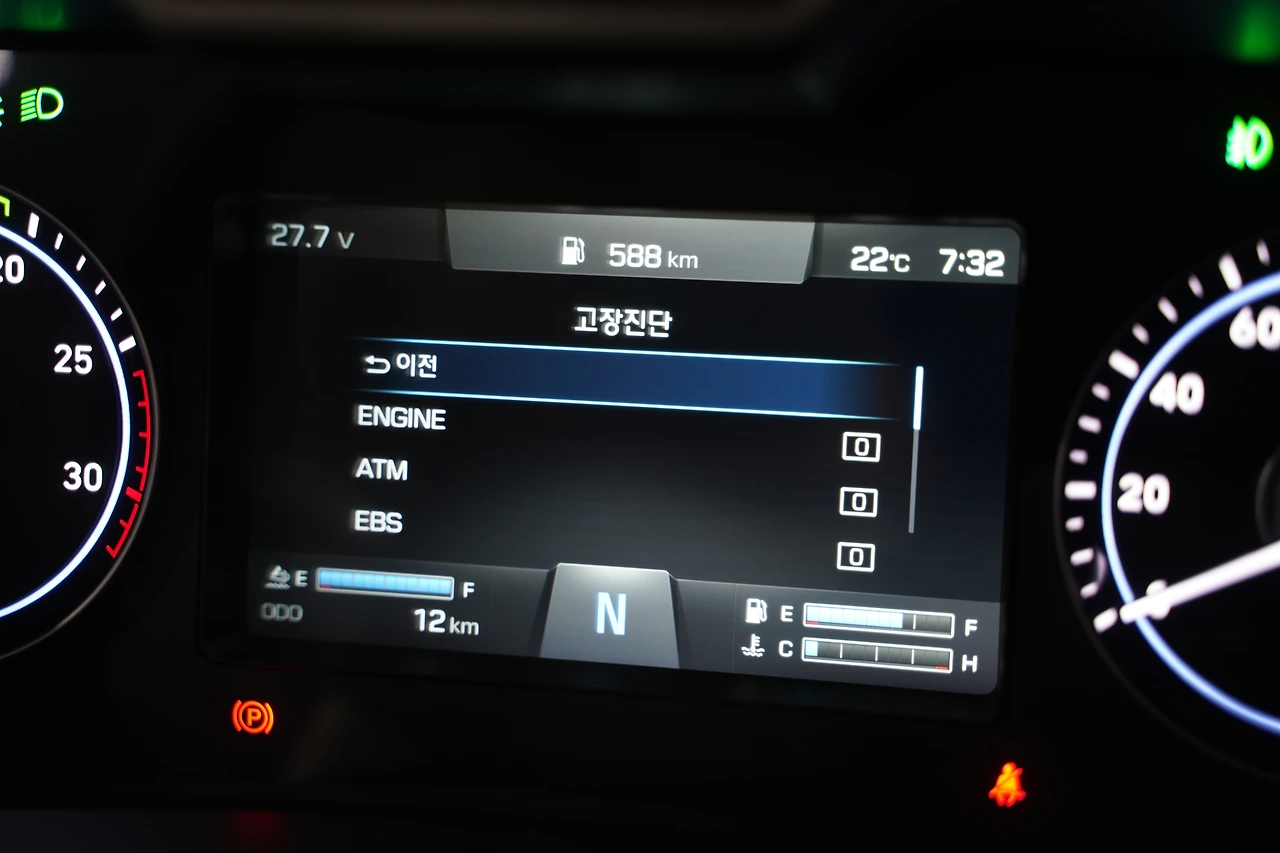 27.7 V
588 km
22°C 7:32
고장진단
이전
ENGINE 0
ATM 0
EBS 0
E F
ODO 12 km
N
E F
C H
25
30
60
40
20
0
P